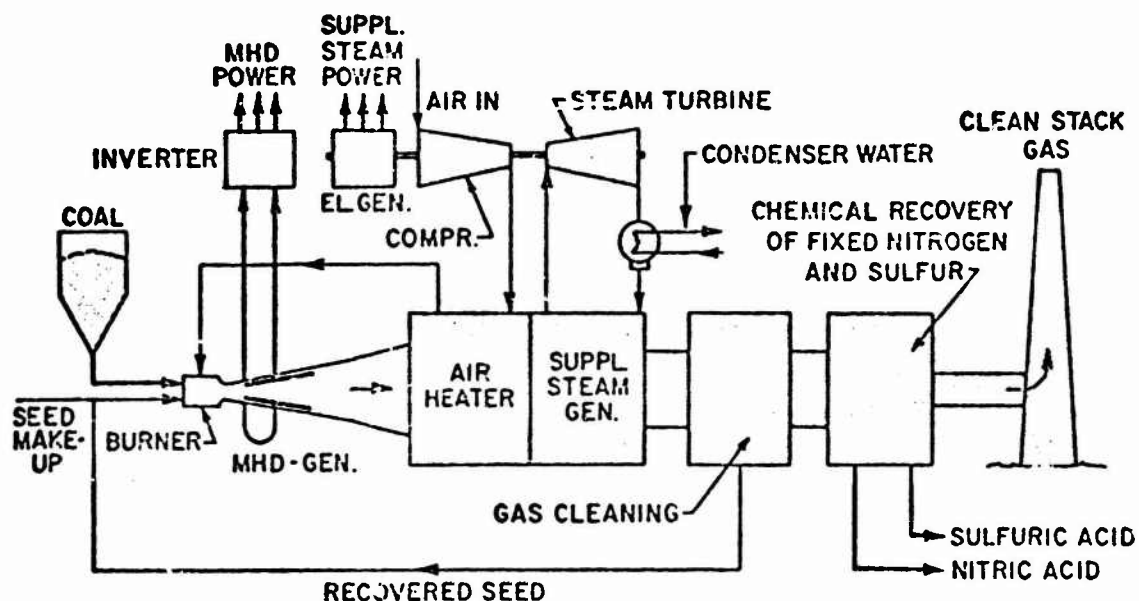 MHD
POWER
SUPPL.
STEAM
POWER
AIR IN
STEAM TURBINE
CLEAN STACK
GAS
INVERTER
CONDENSER WATER
EL. GEN.
COAL
COMPR.
CHEMICAL RECOVERY
OF FIXED NITROGEN
AND SULFUR
AIR
HEATER
SUPPL.
STEAM
GEN.
SEED
MAKE-
UP
BURNER
MHD-GEN.
GAS CLEANING
SULFURIC ACID
NITRIC ACID
RECOVERED SEED